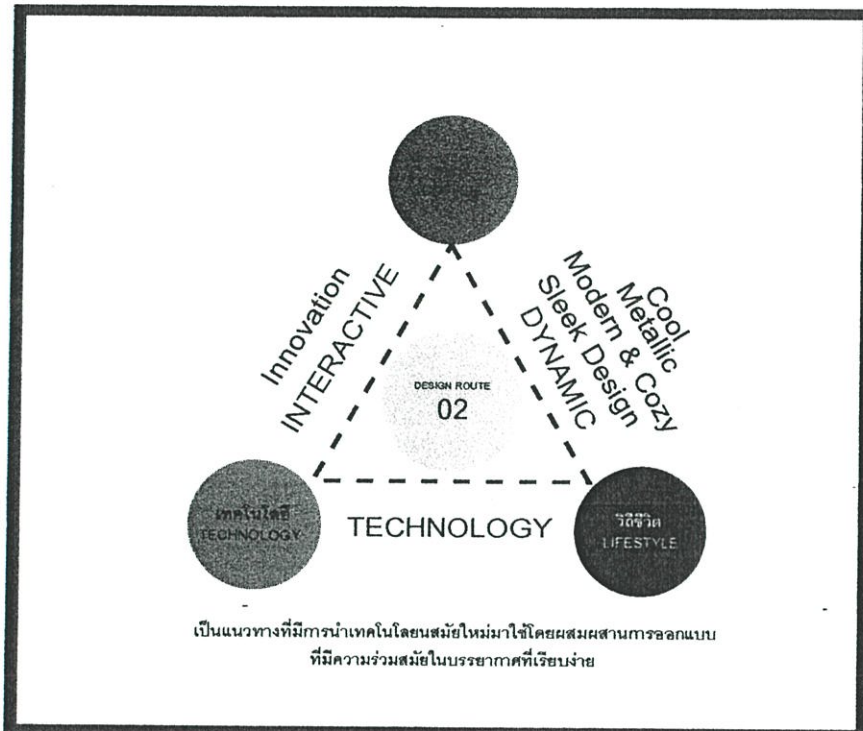 Innovation
INTERACTIVE
Cool
Metallic
Modern & Cozy
Sleek Design
DYNAMIC
DESIGN ROUTE
02
เทคโนโลยี
TECHNOLOGY
TECHNOLOGY
วิถีชีวิต
LIFESTYLE
เป็นแนวทางที่มีการนำเทคโนโลยนสมัยใหม่มาใช้โดยผสมผสานการออกแบบ
ที่มีความร่วมสมัยในบรรยากาศที่เรียบง่าย